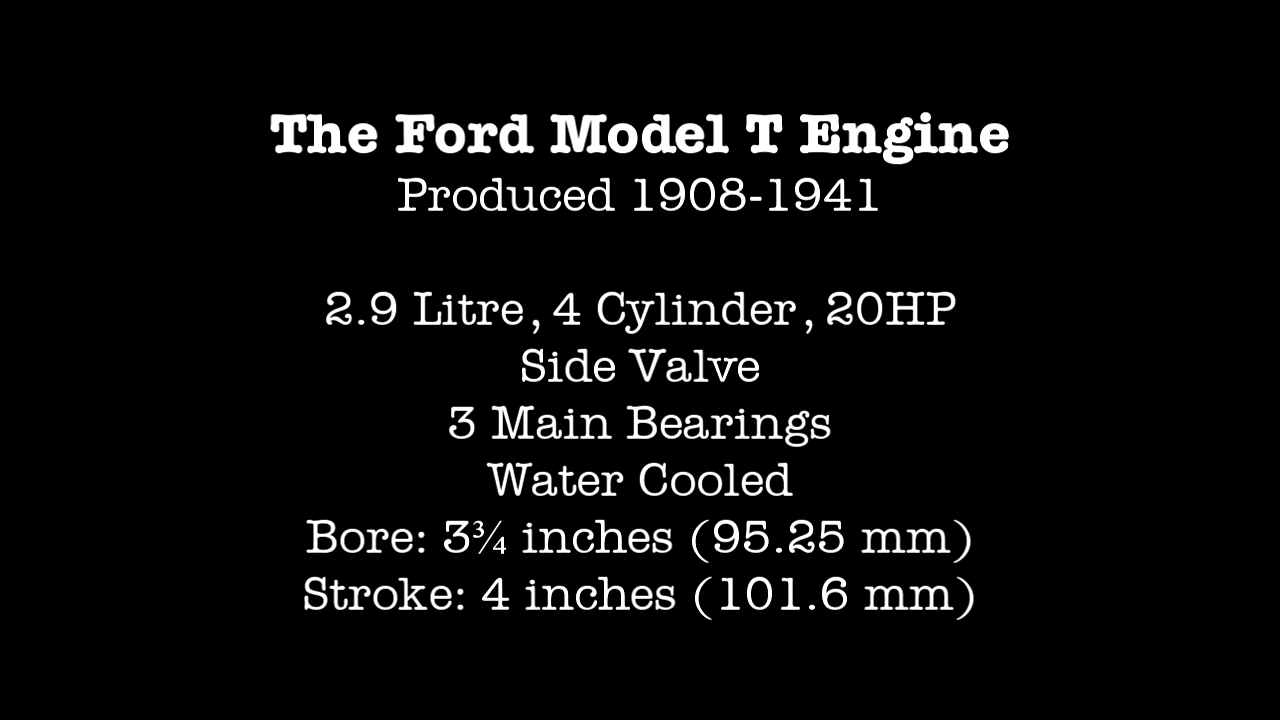 The Ford Model T Engine
Produced 1908-1941
2.9 Litre, 4 Cylinder, 20HP
Side Valve
3 Main Bearings
Water Cooled
Bore: 3¾ inches (95.25 mm)
Stroke: 4 inches (101.6 mm)